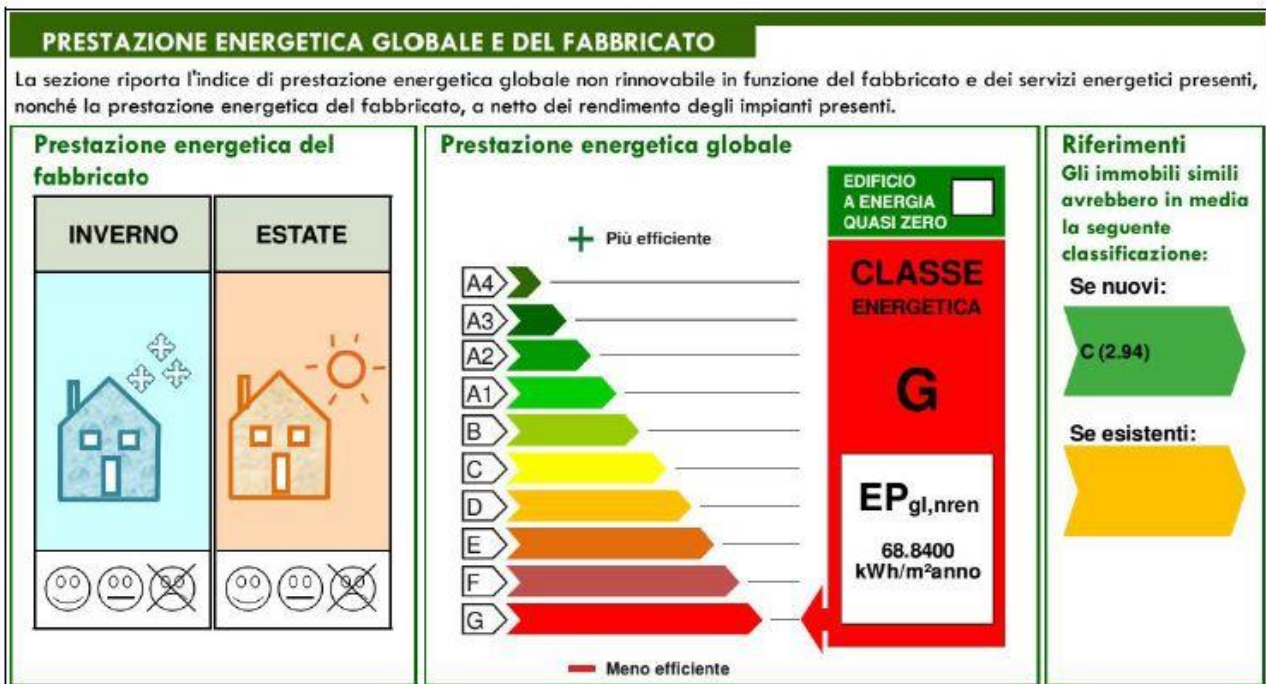 PRESTAZIONE ENERGETICA GLOBALE E DEL FABBRICATO
La sezione riporta l'indice di prestazione energetica globale non rinnovabile in funzione del fabbricato e dei servizi energetici presenti,
nonché la prestazione energetica del fabbricato, a netto dei rendimento degli impianti presenti.
Prestazione energetica del
fabbricato
INVERNO
ESTATE
Prestazione energetica globale
+ Più efficiente
A4
A3
A2
A1
B
C
D
E
F
G
Meno efficiente
EDIFICIO
A ENERGIA
QUASI ZERO
CLASSE
ENERGETICA
G
EPgl,nren
68.8400
kWh/m²anno
Riferimenti
Gli immobili simili
avrebbero in media
la seguente
classificazione:
Se nuovi:
C (2.94)
Se esistenti: